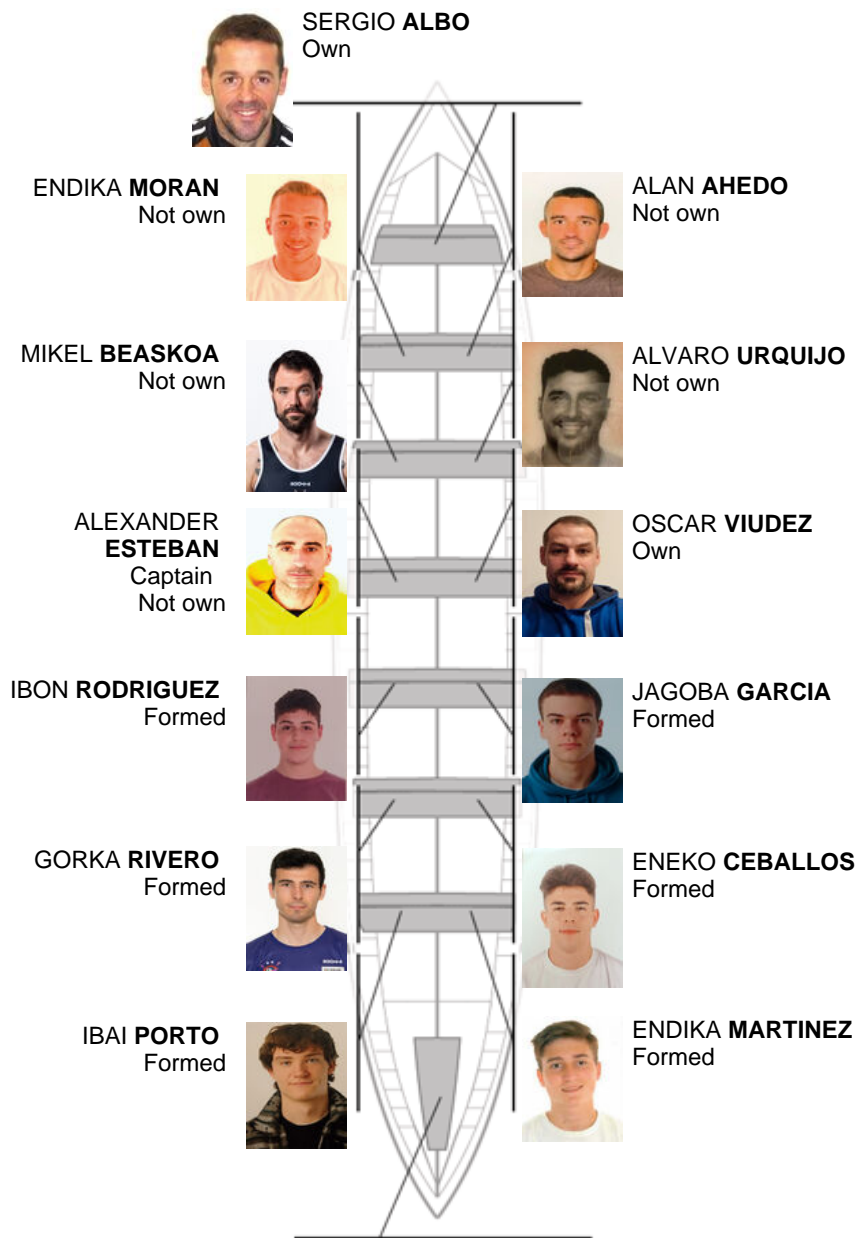 SERGIO ALBO
Own
ENDIKA MORAN
Not own
ALAN AHEDO
Not own
MIKEL BEASKOA
Not own
ALVARO URQUIJO
Not own
ALEXANDER
ESTEBAN
Captain
Not own
OSCAR VIUDEZ
Own
IBON RODRIGUEZ
Formed
JAGOBA GARCIA
Formed
GORKA RIVERO
Formed
ENEKO CEBALLOS
Formed
IBAI PORTO
Formed
ENDIKA MARTINEZ
Formed